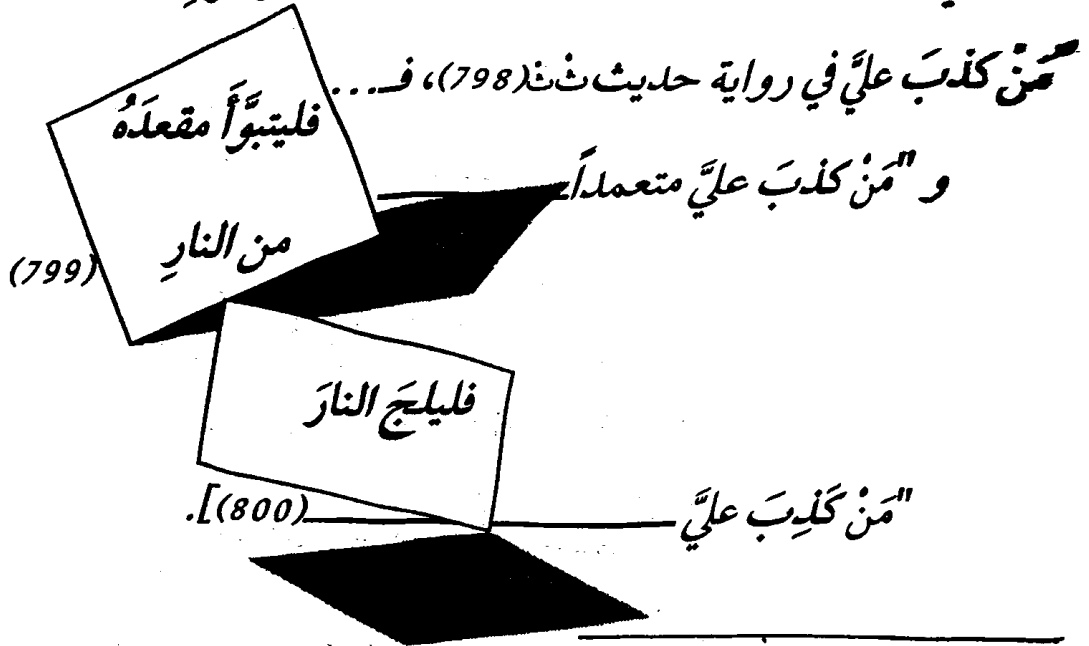 "مَنْ كذبَ عليَّ في رواية حديث ثْ ثْ(798)، فـ...
فليتبوَّأَ مقعدَهُ
و "مَنْ كذبَ عليَّ متعمداً
من النارِ
(799)
فليلجَ النارَ
"مَنْ كَذِبَ عليَّ
(800)].